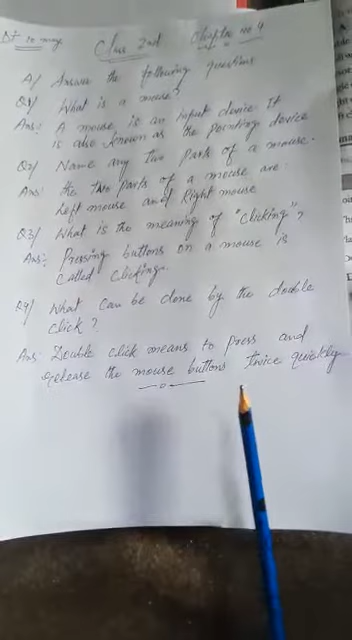 Class 2nd Chapter No 4
A/ Answer the following questions
Q1/ What is a mouse?
Ans: A mouse is an input device. It
is also known as the pointing device
Q2/ Name any two parts of a mouse.
Ans: the two parts of a mouse are:
Left mouse and Right mouse
Q3/ What is the meaning of "clicking"?
Ans: Pressing buttons on a mouse is
called clicking.
Q4/ What can be done by the double
click?
Ans: Double click means to press and
release the mouse buttons twice quickly